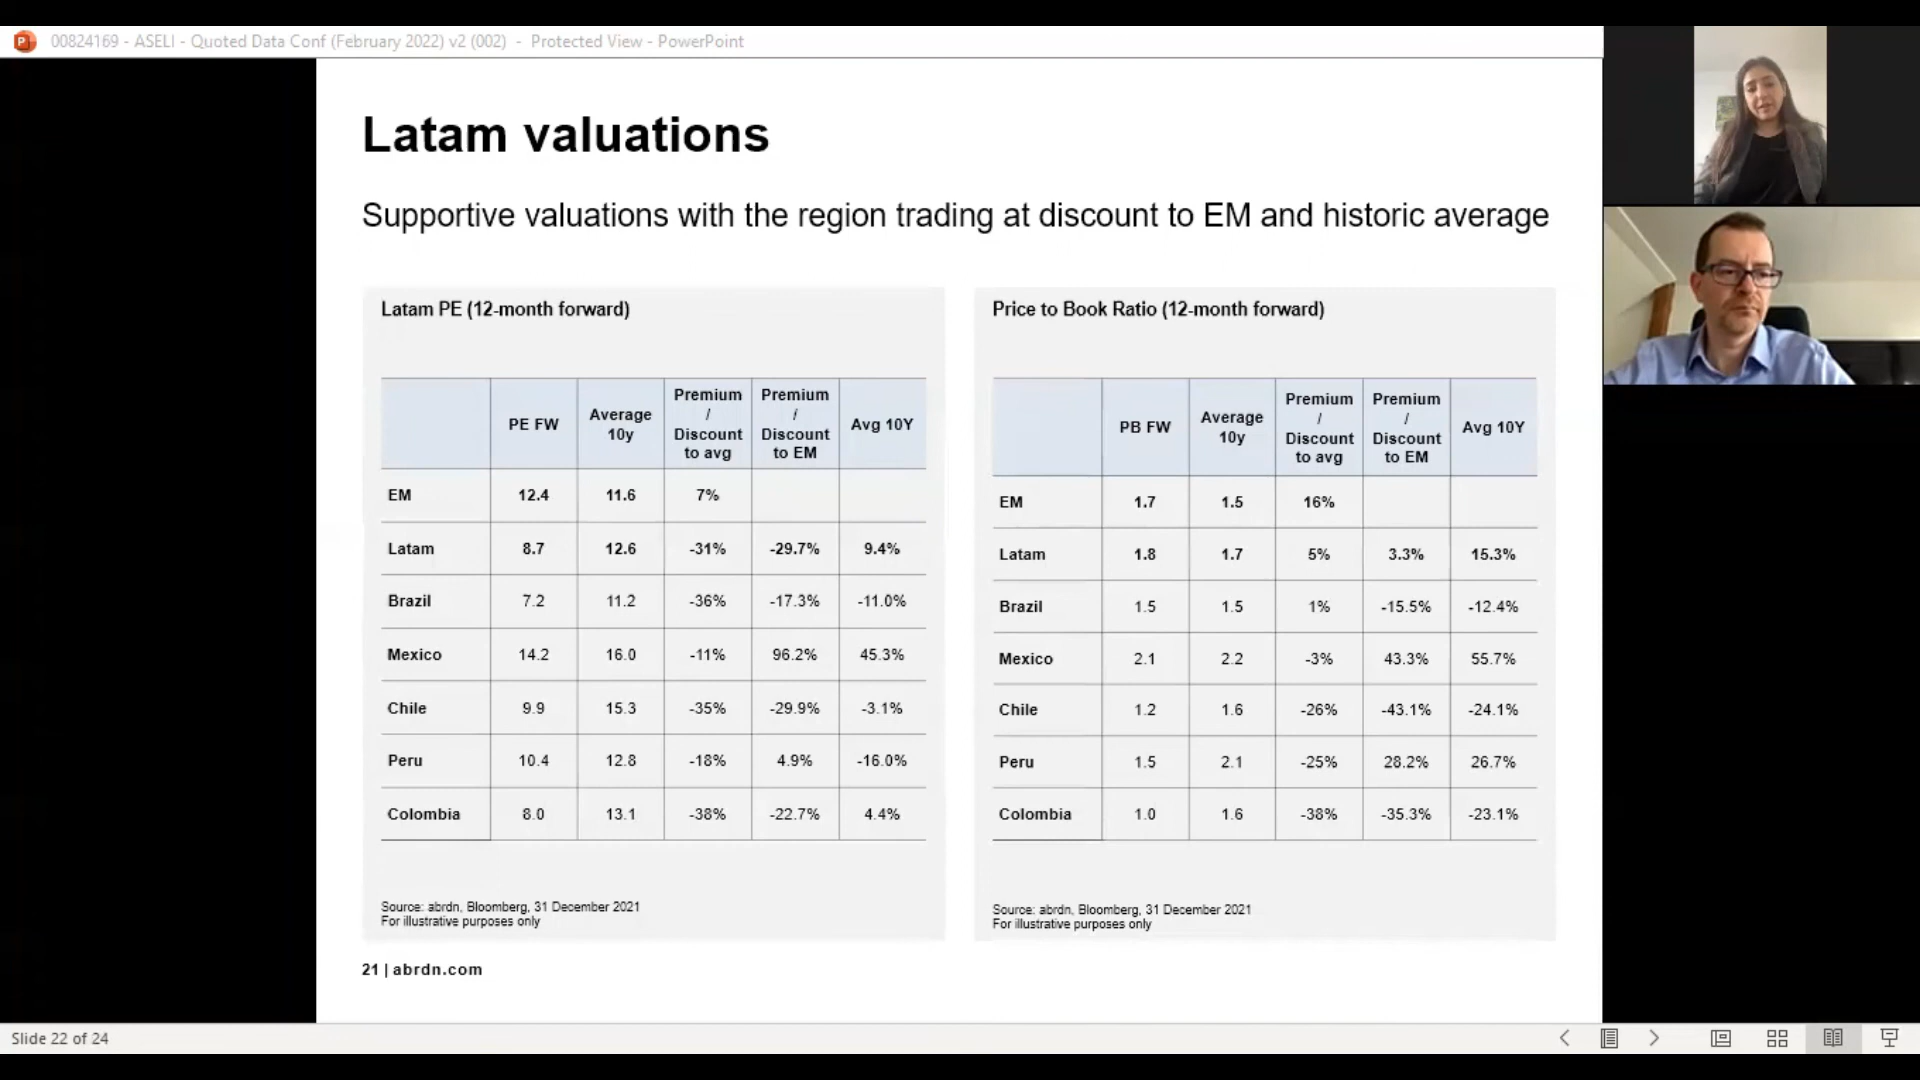 00824169 - ASELI - Quoted Data Conf (February 2022) v2 (002) - Protected View - PowerPoint
Latam valuations
Supportive valuations with the region trading at discount to EM and historic average
Latam PE (12-month forward)
PE FW | Average 10y | Premium / Discount to avg | Premium / Discount to EM | Avg 10Y
EM | 12.4 | 11.6 | 7%
Latam | 8.7 | 12.6 | -31% | -29.7% | 9.4%
Brazil | 7.2 | 11.2 | -36% | -17.3% | -11.0%
Mexico | 14.2 | 16.0 | -11% | 96.2% | 45.3%
Chile | 9.9 | 15.3 | -35% | -29.9% | -3.1%
Peru | 10.4 | 12.8 | -18% | 4.9% | -16.0%
Colombia | 8.0 | 13.1 | -38% | -22.7% | 4.4%
Source: abrdn, Bloomberg, 31 December 2021
For illustrative purposes only
Price to Book Ratio (12-month forward)
PB FW | Average 10y | Premium / Discount to avg | Premium / Discount to EM | Avg 10Y
EM | 1.7 | 1.5 | 16%
Latam | 1.8 | 1.7 | 5% | 3.3% | 15.3%
Brazil | 1.5 | 1.5 | 1% | -15.5% | -12.4%
Mexico | 2.1 | 2.2 | -3% | 43.3% | 55.7%
Chile | 1.2 | 1.6 | -26% | -43.1% | -24.1%
Peru | 1.5 | 2.1 | -25% | 28.2% | 26.7%
Colombia | 1.0 | 1.6 | -38% | -35.3% | -23.1%
Source: abrdn, Bloomberg, 31 December 2021
For illustrative purposes only
21 | abrdn.com
Slide 22 of 24